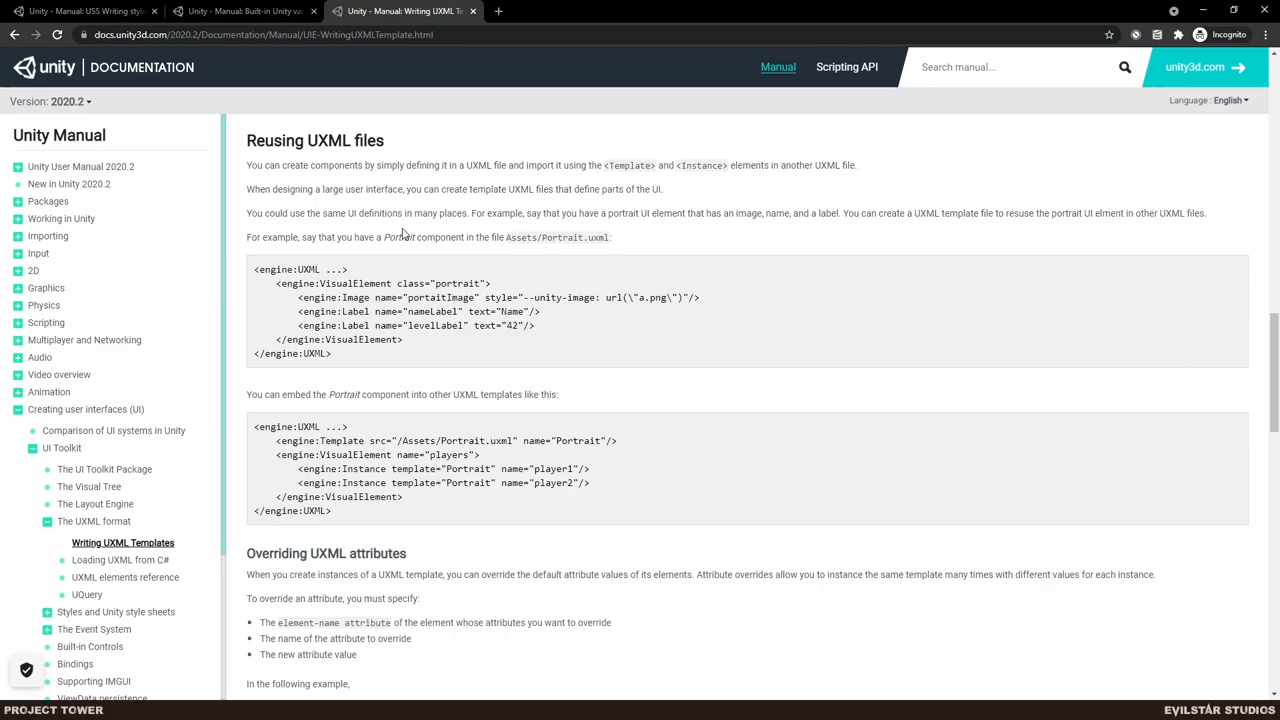 Unity - Manual: USS Writing style
Unity - Manual: Built-in Unity var
Unity - Manual: Writing UXML Te
docs.unity3d.com/2020.2/Documentation/Manual/UIE-WritingUXMLTemplate.html
Incognito
unity | DOCUMENTATION
Manual
Scripting API
Search manual...
unity3d.com
Version: 2020.2
Language : English
Unity Manual
Unity User Manual 2020.2
New in Unity 2020.2
Packages
Working in Unity
Importing
Input
2D
Graphics
Physics
Scripting
Multiplayer and Networking
Audio
Video overview
Animation
Creating user interfaces (UI)
Comparison of UI systems in Unity
UI Toolkit
The UI Toolkit Package
The Visual Tree
The Layout Engine
The UXML format
Writing UXML Templates
Loading UXML from C#
UXML elements reference
UQuery
Styles and Unity style sheets
The Event System
Built-in Controls
Bindings
Supporting IMGUI
ViewData persistence
Reusing UXML files
You can create components by simply defining it in a UXML file and import it using the <Template> and <Instance> elements in another UXML file.
When designing a large user interface, you can create template UXML files that define parts of the UI.
You could use the same UI definitions in many places. For example, say that you have a portrait UI element that has an image, name, and a label. You can create a UXML template file to resuse the portrait UI elment in other UXML files.
For example, say that you have a Portrait component in the file Assets/Portrait.uxml:
<engine:UXML ...>
<engine:VisualElement class="portrait">
<engine:Image name="portaitImage" style="--unity-image: url(\"a.png\")"/>
<engine:Label name="nameLabel" text="Name"/>
<engine:Label name="levelLabel" text="42"/>
</engine:VisualElement>
</engine:UXML>
You can embed the Portrait component into other UXML templates like this:
<engine:UXML ...>
<engine:Template src="/Assets/Portrait.uxml" name="Portrait"/>
<engine:VisualElement name="players">
<engine:Instance template="Portrait" name="player1"/>
<engine:Instance template="Portrait" name="player2"/>
</engine:VisualElement>
</engine:UXML>
Overriding UXML attributes
When you create instances of a UXML template, you can override the default attribute values of its elements. Attribute overrides allow you to instance the same template many times with different values for each instance.
To override an attribute, you must specify:
The element-name attribute of the element whose attributes you want to override
The name of the attribute to override
The new attribute value
In the following example,
PROJECT TOWER
EVILSTAR STUDIOS